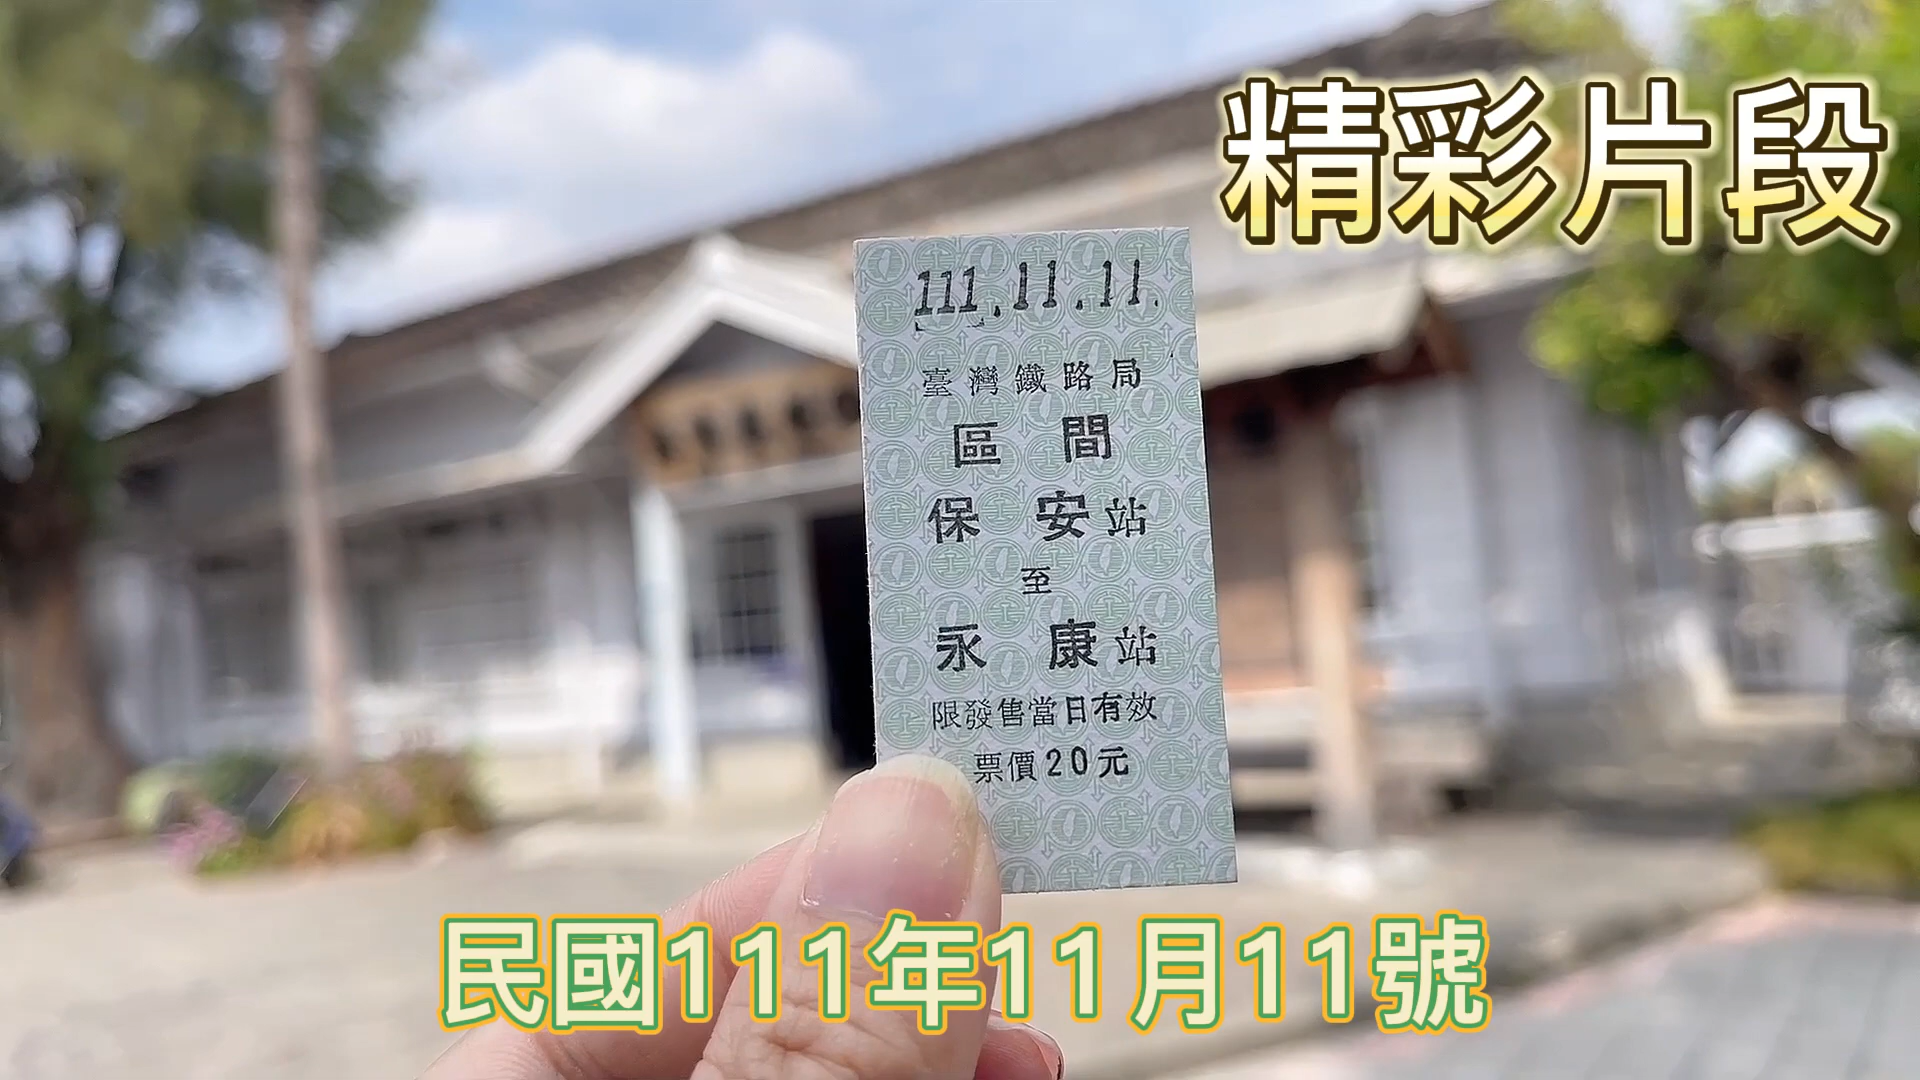 精彩片段
111.11.11.
臺灣鐵路局
區間
保安站
至
永康站
限發售當日有效
票價20元
民國111年11月11號